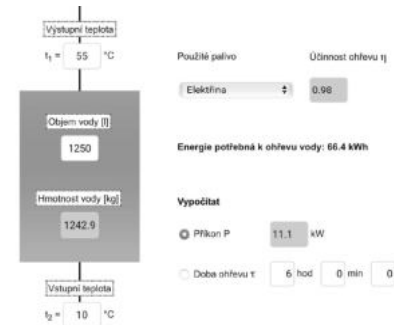 Výstupní teplota
t₁ = 55 °C
Použité palivo Účinnost ohřevu η
Elektřina 0.98
Objem vody [l]
1250
Energie potřebná k ohřevu vody: 66.4 kWh
Hmotnost vody [kg]
1242.9
Vypočítat
Příkon P 11.1 kW
Doba ohřevu τ 6 hod 0 min 0
Vstupní teplota
t₂ = 10 °C